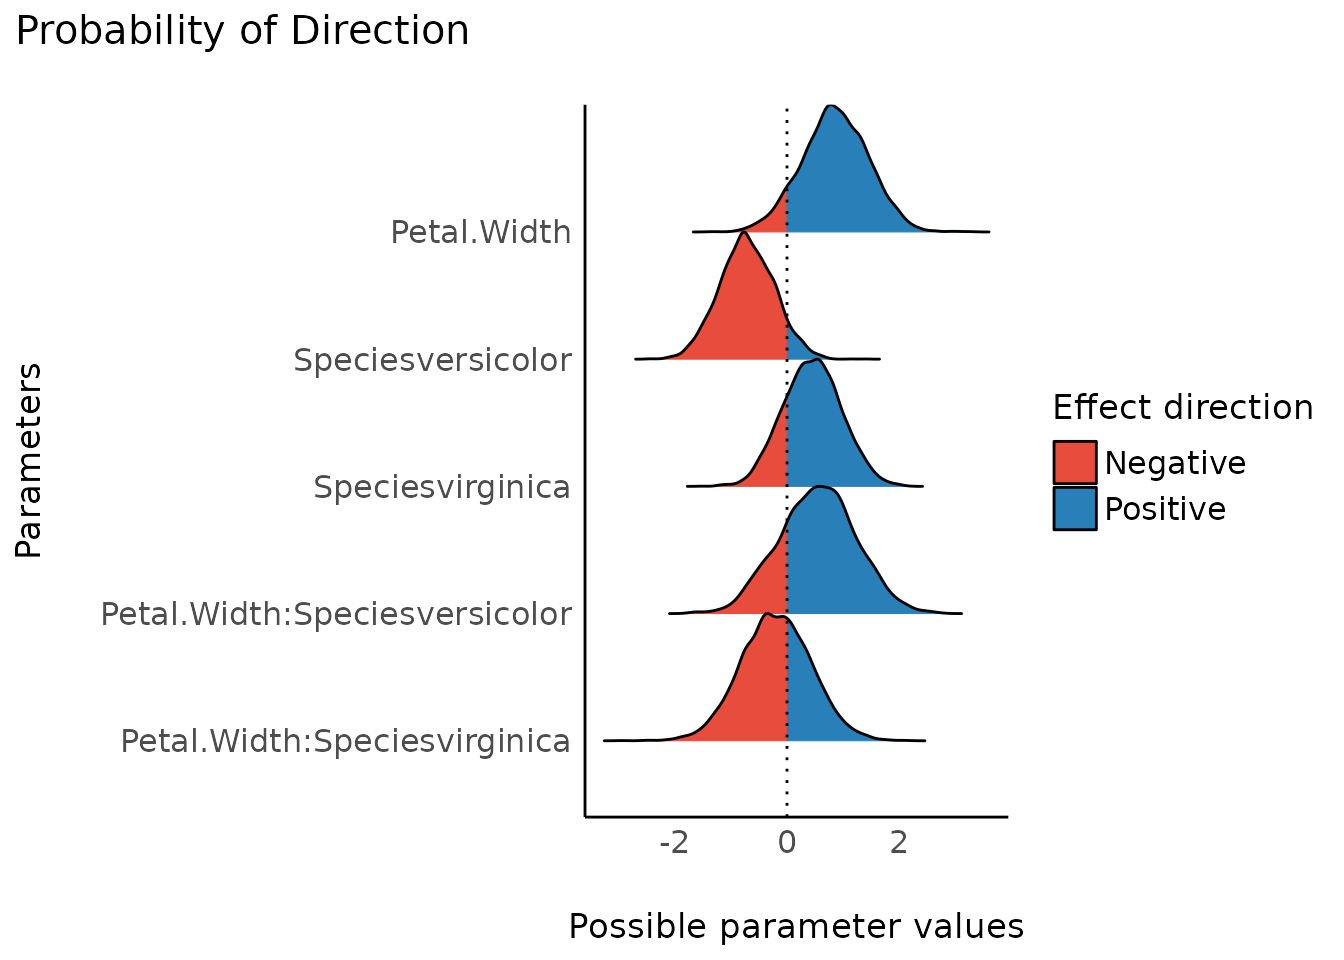 Probability of Direction
Parameters
Petal.Width
Speciesversicolor
Speciesvirginica
Petal.Width:Speciesversicolor
Petal.Width:Speciesvirginica
-2 0 2
Possible parameter values
Effect direction
Negative
Positive